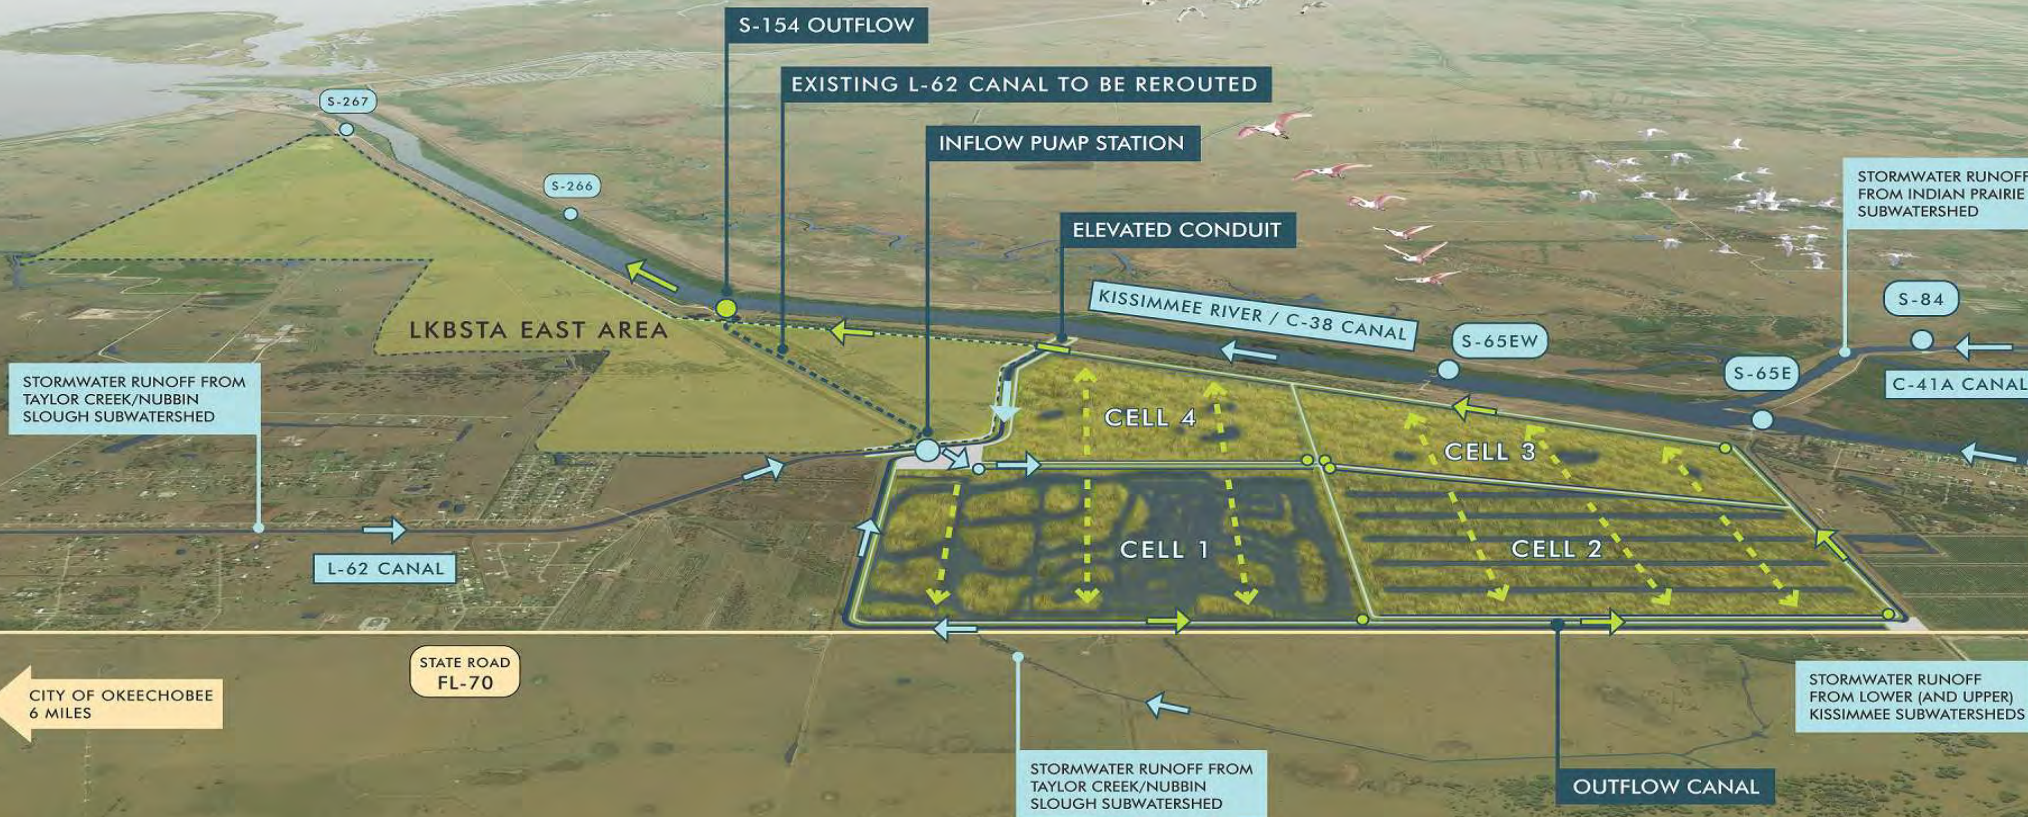 S-154 OUTFLOW
EXISTING L-62 CANAL TO BE REROUTED
S-267
INFLOW PUMP STATION
S-266
STORMWATER RUNOFF
FROM INDIAN PRAIRIE
SUBWATERSHED
ELEVATED CONDUIT
KISSIMMEE RIVER / C-38 CANAL
S-84
LKBSTA EAST AREA
S-65EW
S-65E
C-41A CANAL
STORMWATER RUNOFF FROM
TAYLOR CREEK/NUBBIN
SLOUGH SUBWATERSHED
CELL 4
CELL 3
CELL 1
CELL 2
L-62 CANAL
STATE ROAD
FL-70
CITY OF OKEECHOBEE
6 MILES
STORMWATER RUNOFF
FROM LOWER (AND UPPER)
KISSIMMEE SUBWATERSHEDS
STORMWATER RUNOFF FROM
TAYLOR CREEK/NUBBIN
SLOUGH SUBWATERSHED
OUTFLOW CANAL